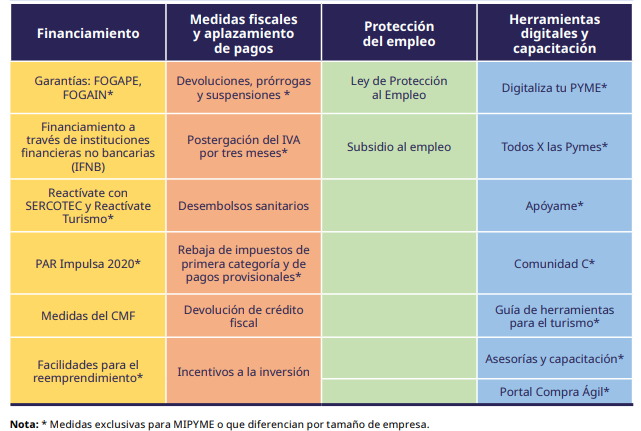 Financiamiento
Medidas fiscales
y aplazamiento
de pagos
Protección
del empleo
Herramientas
digitales y
capacitación
Garantías: FOGAPE,
FOGAIN*
Devoluciones, prórrogas
y suspensiones *
Ley de Protección
al Empleo
Digitaliza tu PYME*
Financiamiento a
través de instituciones
financieras no bancarias
(IFNB)
Postergación del IVA
por tres meses*
Subsidio al empleo
Todos X las Pymes*
Reactívate con
SERCOTEC y Reactívate
Turismo*
Desembolsos sanitarios
Apóyame*
PAR Impulsa 2020*
Rebaja de impuestos de
primera categoría y de
pagos provisionales*
Comunidad C*
Medidas del CMF
Devolución de crédito
fiscal
Guía de herramientas
para el turismo*
Facilidades para el
reemprendimiento*
Incentivos a la inversión
Asesorías y capacitación*
Portal Compra Ágil*
Nota: * Medidas exclusivas para MIPYME o que diferencian por tamaño de empresa.